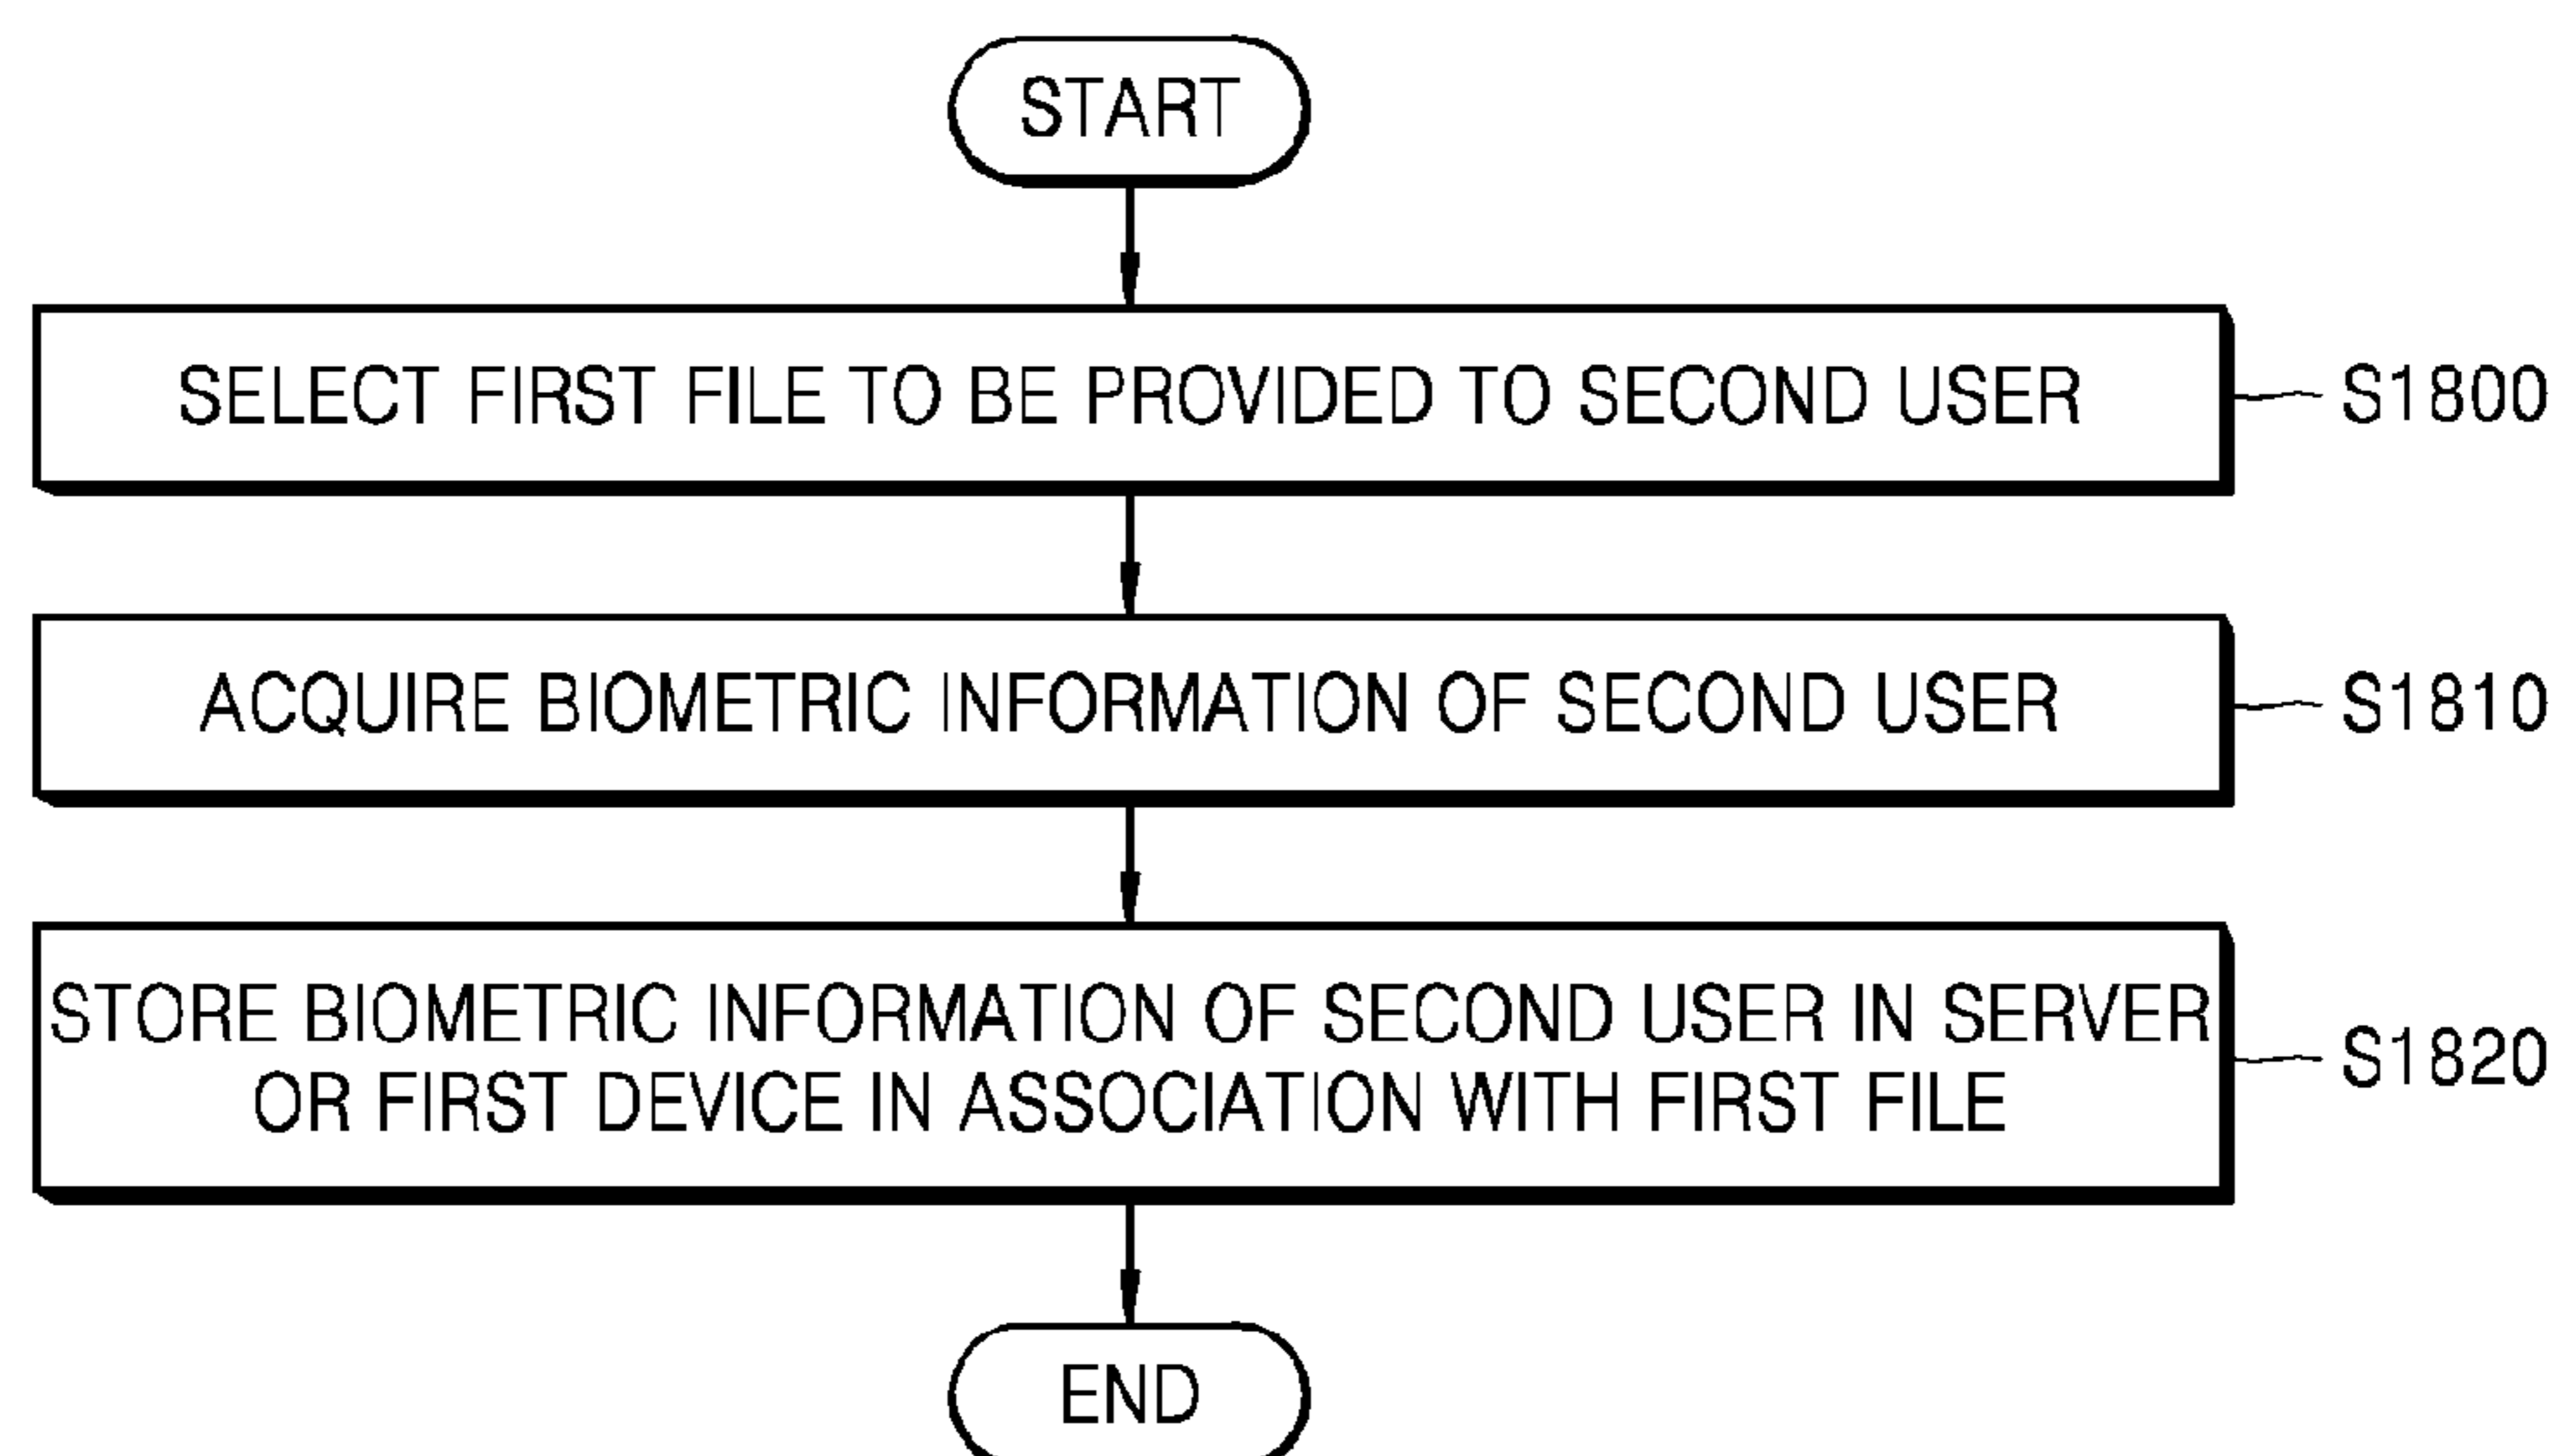 START
SELECT FIRST FILE TO BE PROVIDED TO SECOND USER
S1800
ACQUIRE BIOMETRIC INFORMATION OF SECOND USER
S1810
STORE BIOMETRIC INFORMATION OF SECOND USER IN SERVER
OR FIRST DEVICE IN ASSOCIATION WITH FIRST FILE
S1820
END